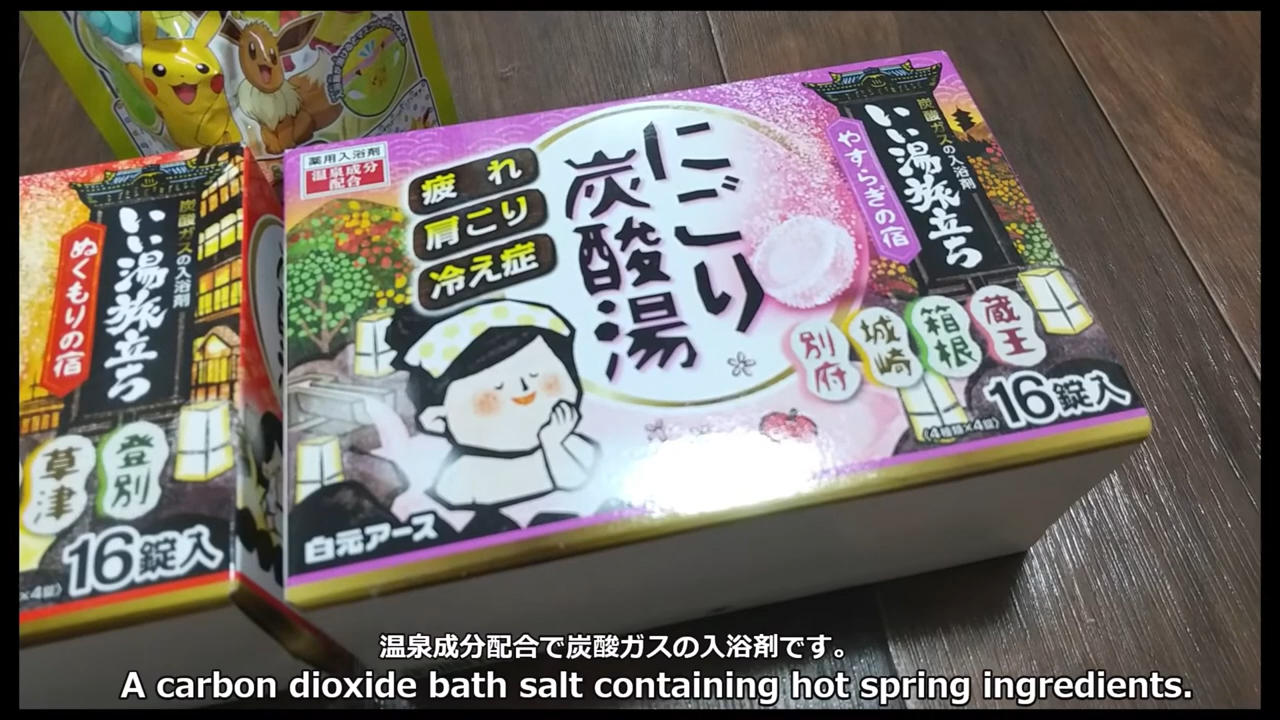 炭酸ガスの入浴剤
いい湯旅立ち
ぬくもりの宿
登別
草津
16錠入
×4錠)
薬用入浴剤
温泉成分
配合
疲れ
肩こり
冷え症
にごり
炭酸湯
炭酸ガスの入浴剤
いい湯旅立ち
やすらぎの宿
別府
城崎
箱根
蔵王
16錠入
(4種類×4錠)
白元アース
温泉成分配合で炭酸ガスの入浴剤です。
A carbon dioxide bath salt containing hot spring ingredients.